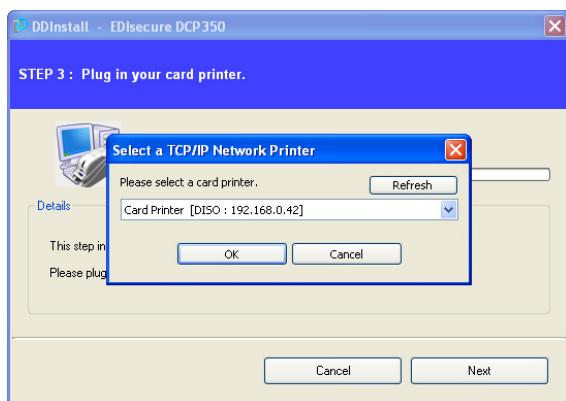 DDInstall - EDIsecure DCP350
STEP 3 : Plug in your card printer.
Select a TCP/IP Network Printer
Please select a card printer.
Refresh
Card Printer [DISO : 192.168.0.42]
OK
Cancel
Details
This step in
Please plug
Cancel
Next